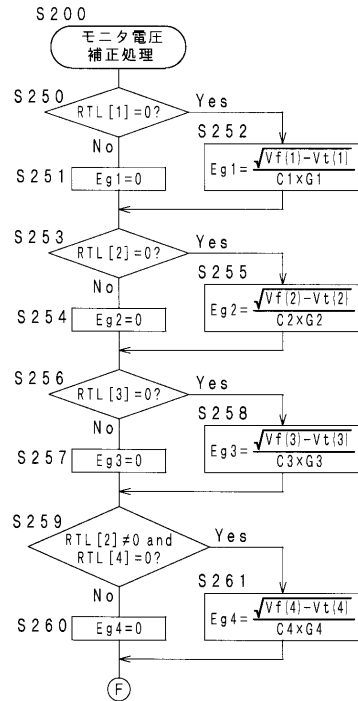 S200
モニタ電圧
補正処理
S250
RTL[1]=0?
Yes
No
S252
Eg1=√Vf(1)-Vt(1)/C1×G1
S251
Eg1=0
S253
RTL[2]=0?
Yes
No
S255
Eg2=√Vf(2)-Vt(2)/C2×G2
S254
Eg2=0
S256
RTL[3]=0?
Yes
No
S258
Eg3=√Vf(3)-Vt(3)/C3×G3
S257
Eg3=0
S259
RTL[2]≠0 and
RTL[4]=0?
Yes
No
S261
Eg4=√Vf(4)-Vt(4)/C4×G4
S260
Eg4=0
F